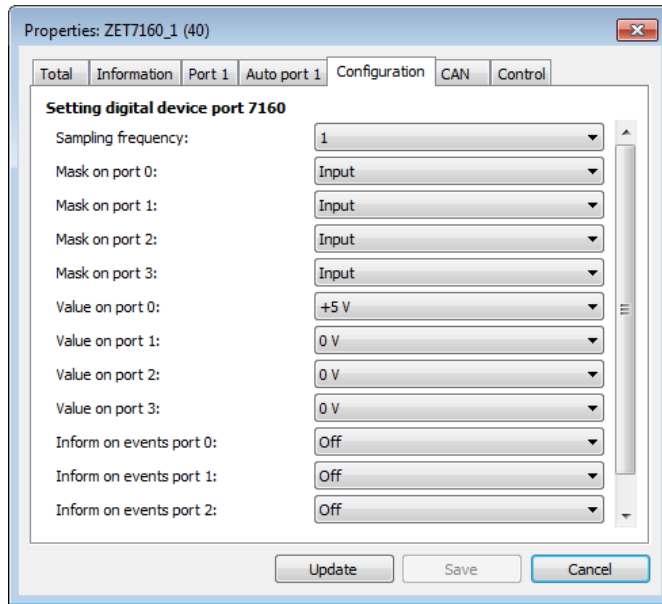 Properties: ZET7160_1 (40)
Total Information Port 1 Auto port 1 Configuration CAN Control
Setting digital device port 7160
Sampling frequency: 1
Mask on port 0: Input
Mask on port 1: Input
Mask on port 2: Input
Mask on port 3: Input
Value on port 0: +5 V
Value on port 1: 0 V
Value on port 2: 0 V
Value on port 3: 0 V
Inform on events port 0: Off
Inform on events port 1: Off
Inform on events port 2: Off
Update Save Cancel